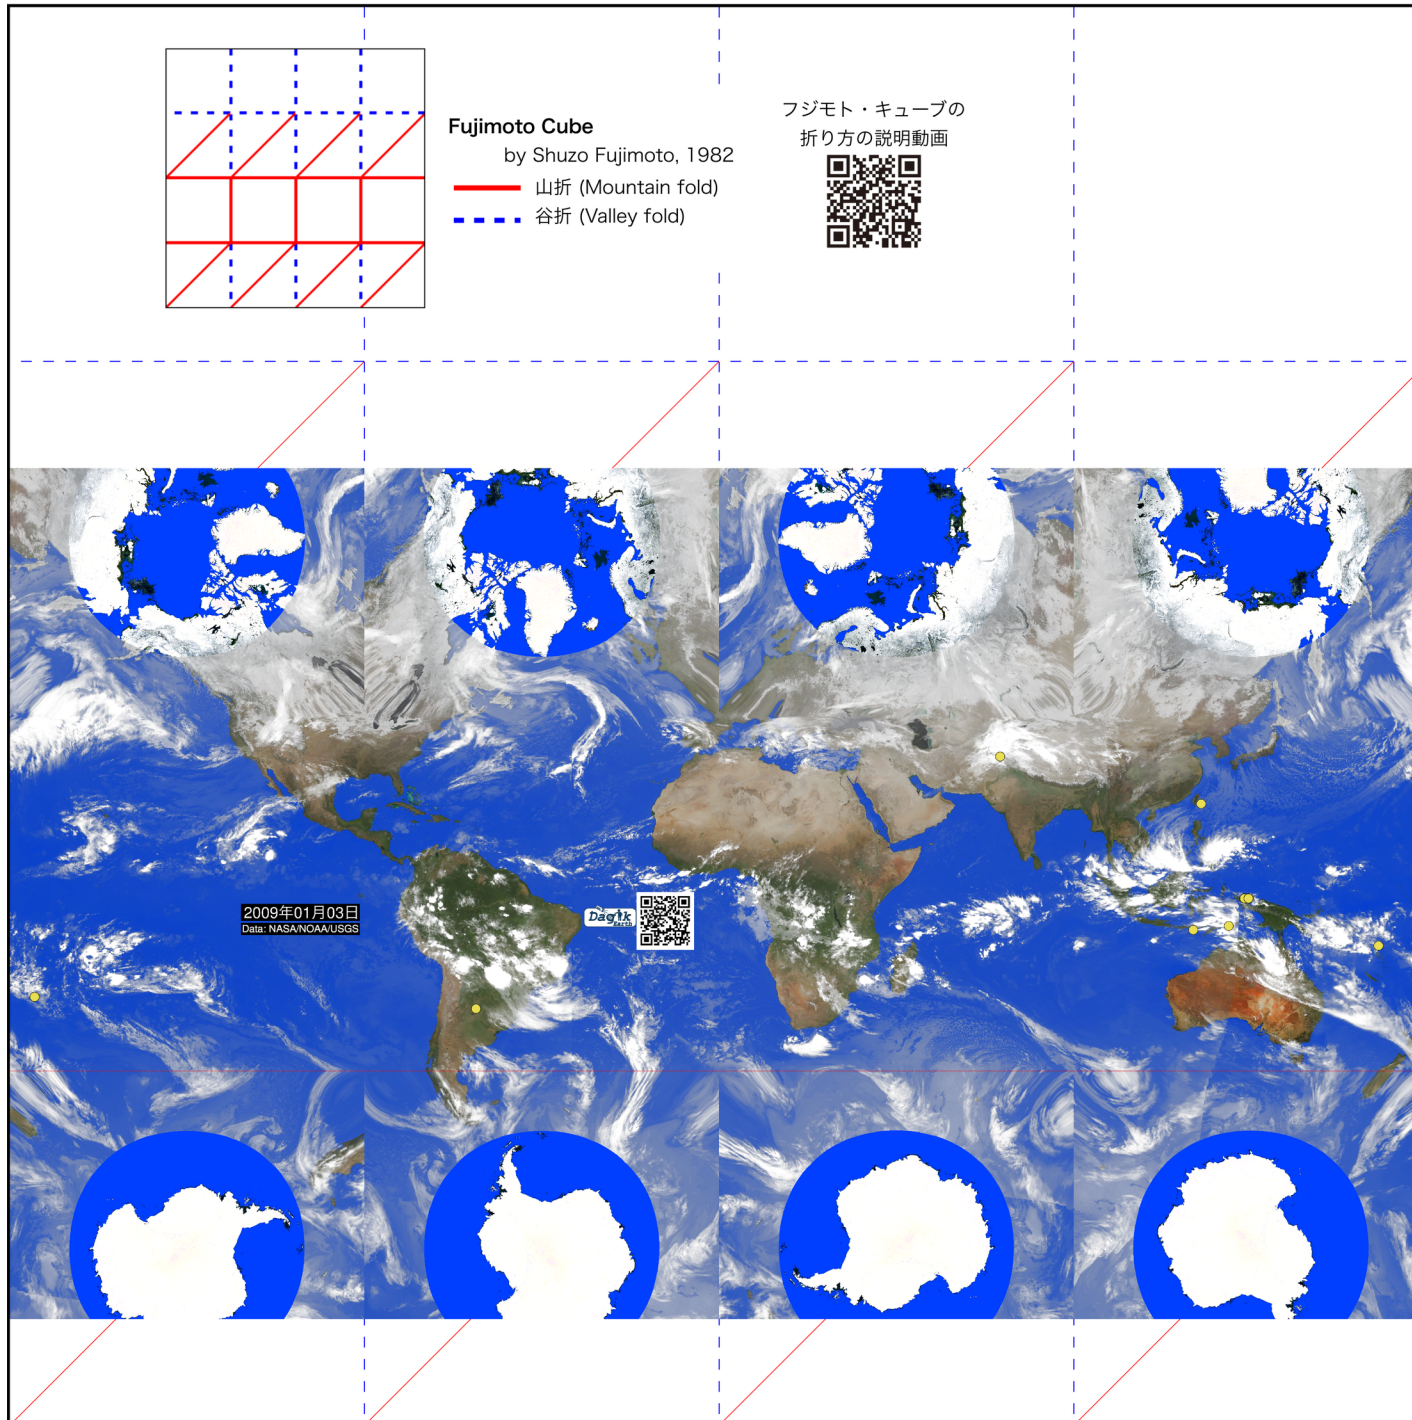 Fujimoto Cube
by Shuzo Fujimoto, 1982
山折 (Mountain fold)
谷折 (Valley fold)
フジモト・キューブの
折り方の説明動画
2009年01月03日
Data: NASA/NOAA/USGS
Dagik
Earth